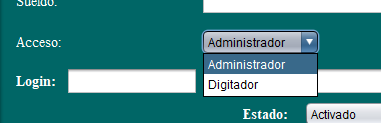 Sueldo:
Acceso: Administrador
Administrador
Login: Digitador
Estado: Activado